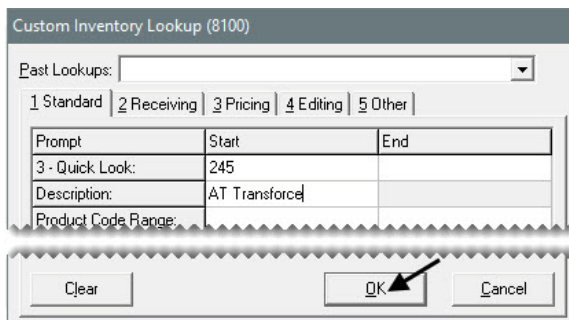 Custom Inventory Lookup (8100)
Past Lookups:
1 Standard 2 Receiving 3 Pricing 4 Editing 5 Other
Prompt Start End
3 - Quick Look: 245
Description: AT Transforce
Product Code Range:
Clear OK Cancel